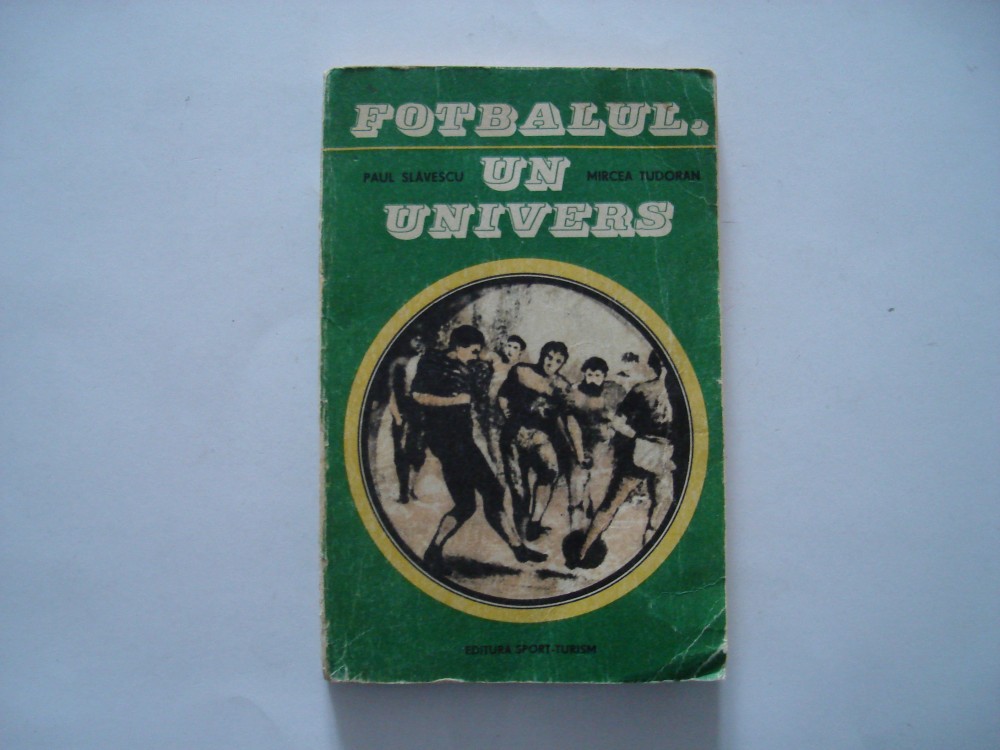 FOTBALUL.
PAUL SLĂVESCU UN MIRCEA TUDORAN
UNIVERS
EDITURA SPORT-TURISM